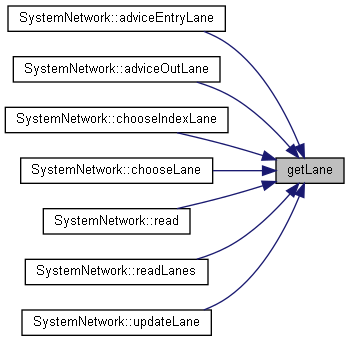 SystemNetwork::adviceEntryLane
SystemNetwork::adviceOutLane
SystemNetwork::chooseIndexLane
SystemNetwork::chooseLane
getLane
SystemNetwork::read
SystemNetwork::readLanes
SystemNetwork::updateLane